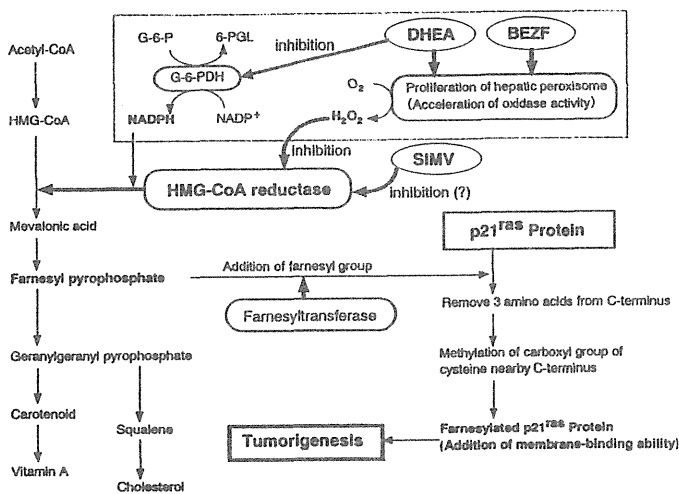 Acetyl-CoA
HMG-CoA
Mevalonic acid
Farnesyl pyrophosphate
Geranylgeranyl pyrophosphate
Carotenoid
Vitamin A
Squalene
Cholesterol
G-6-P
6-PGL
G-6-PDH
NADPH
NADP+
inhibition
DHEA
BEZF
O2
H2O2
Proliferation of hepatic peroxisome
(Acceleration of oxidase activity)
inhibition
SIMV
inhibition (?)
HMG-CoA reductase
Addition of farnesyl group
Farnesyltransferase
p21ras Protein
Remove 3 amino acids from C-terminus
Methylation of carboxyl group of
cysteine nearby C-terminus
Farnesylated p21ras Protein
(Addition of membrane-binding ability)
Tumorigenesis